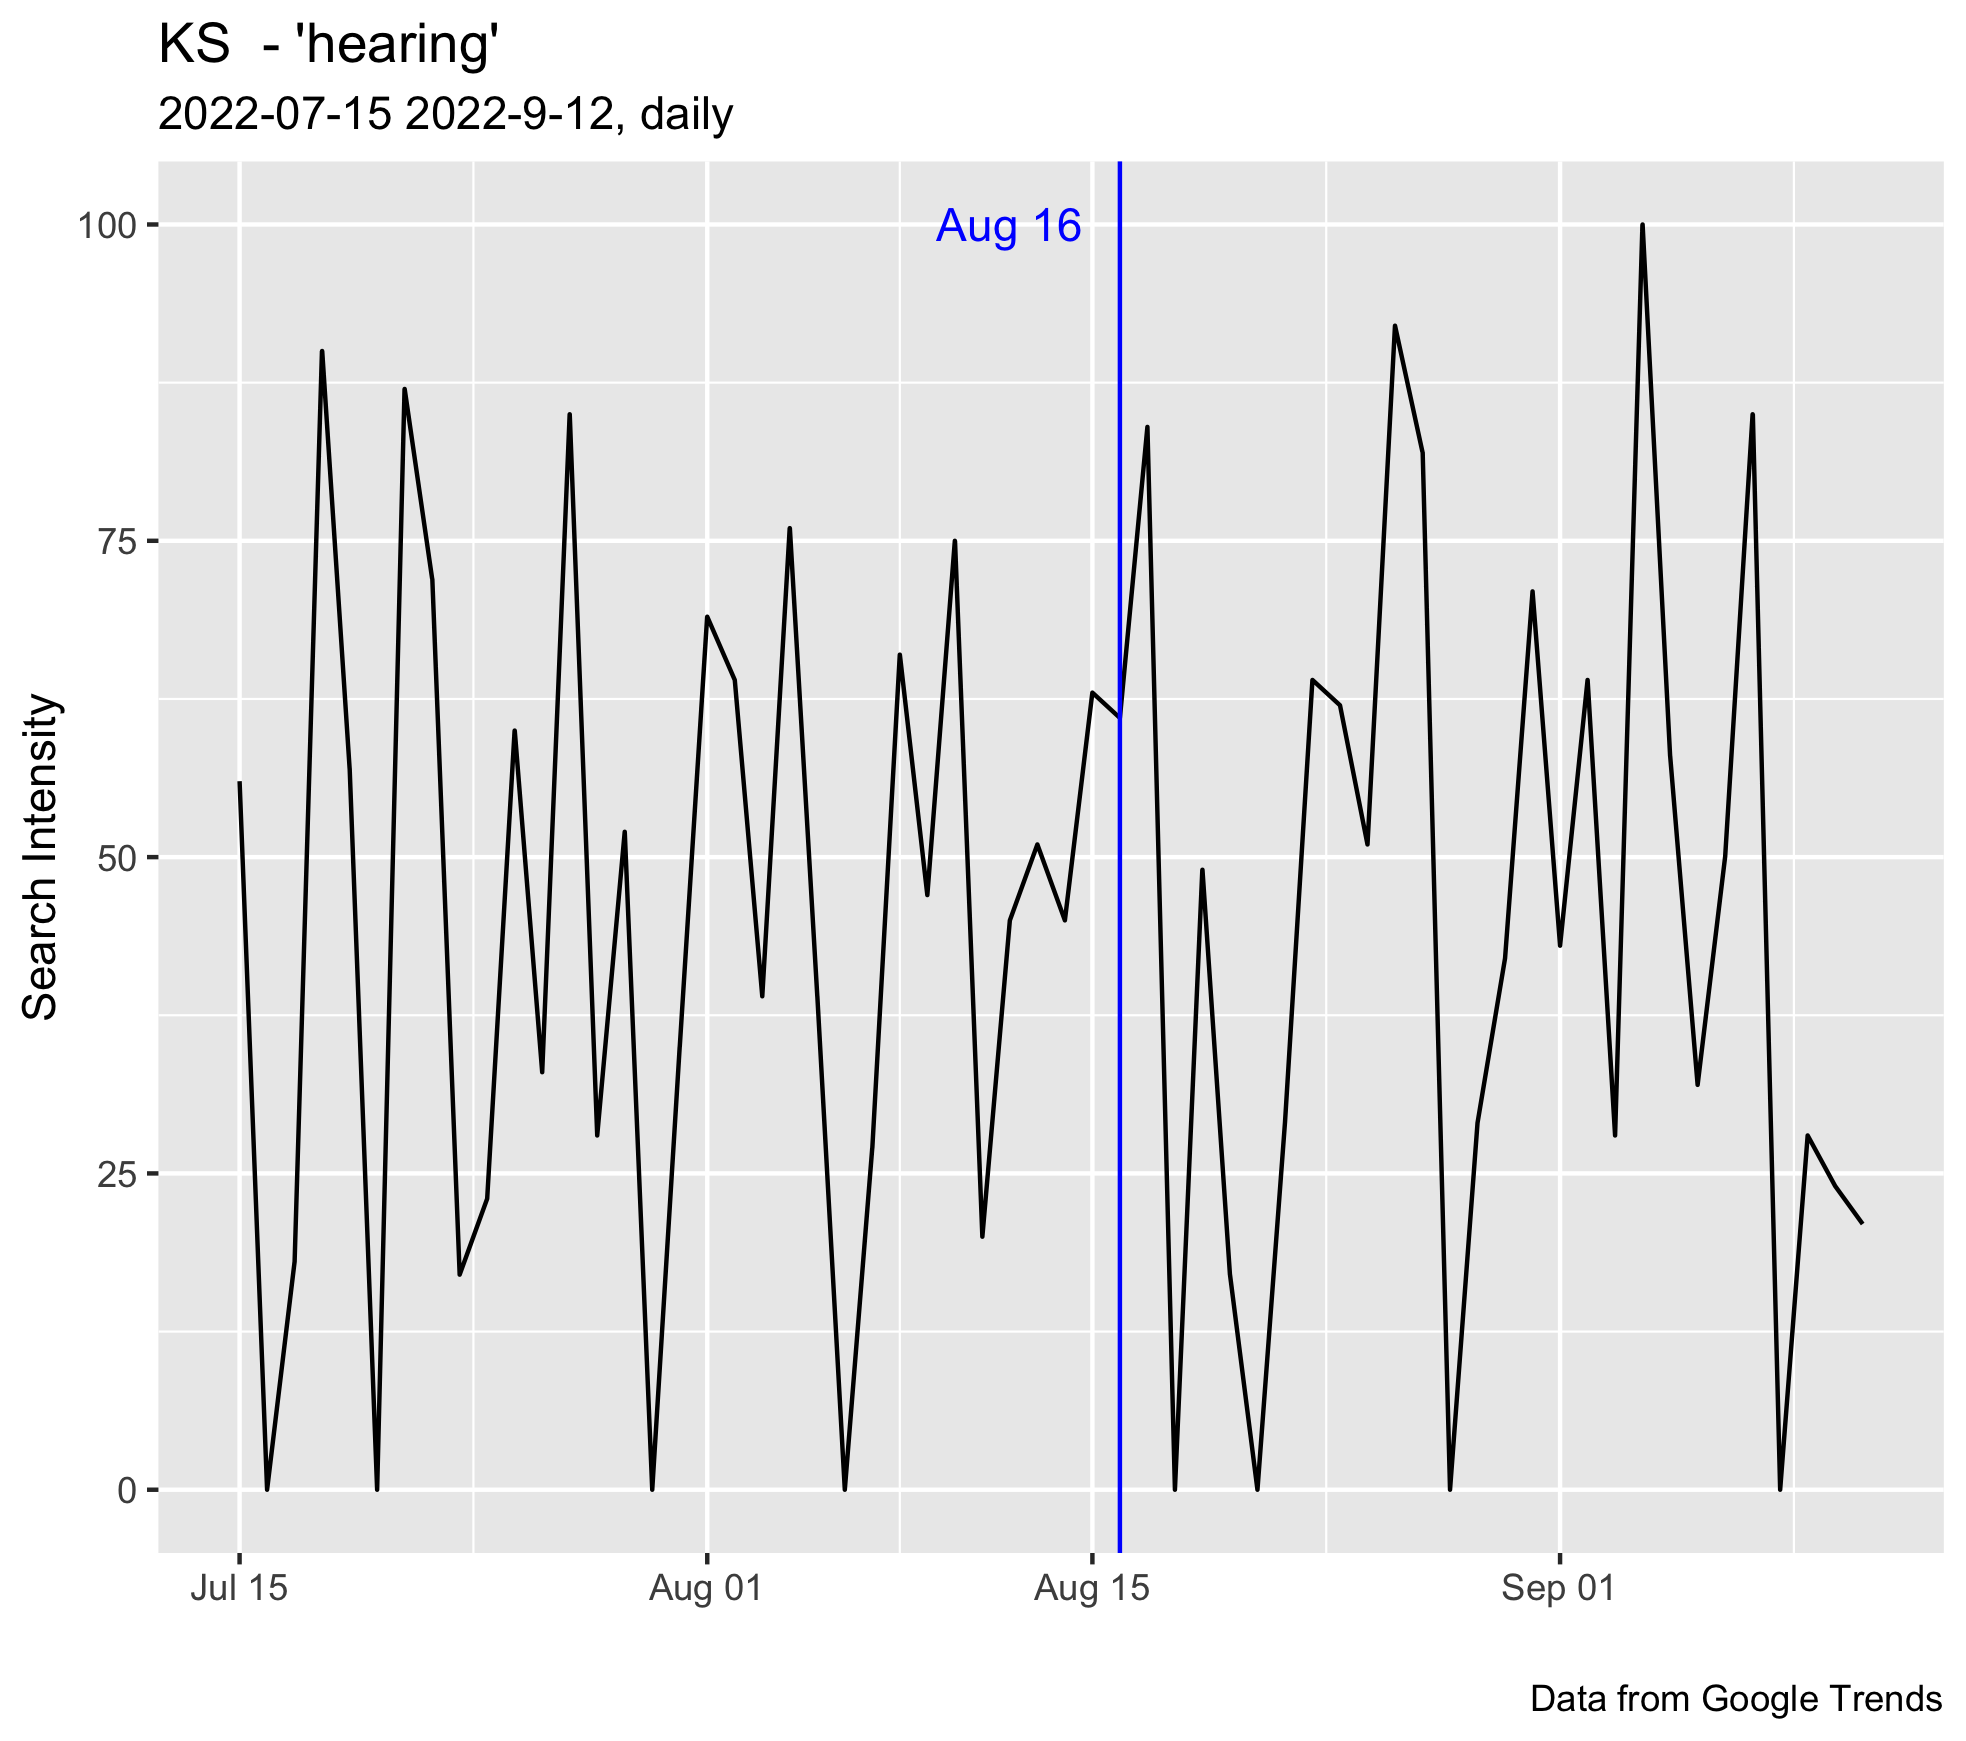 KS  - 'hearing'
2022-07-15 2022-9-12, daily
Aug 16
100
75
50
25
0
Search Intensity
Jul 15 Aug 01 Aug 15 Sep 01
Data from Google Trends